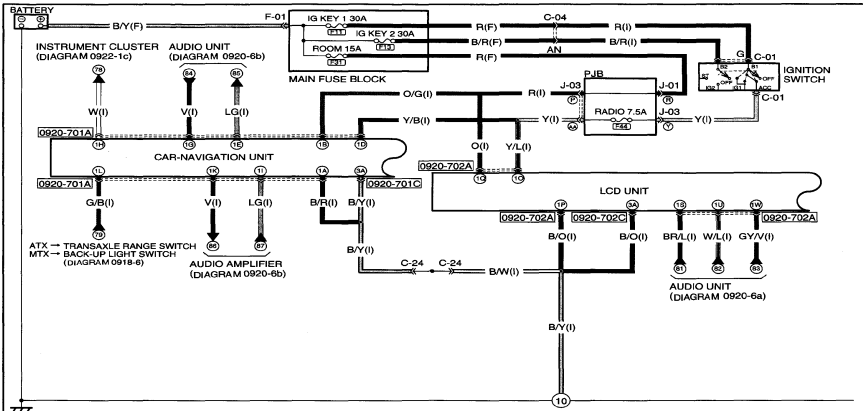 BATTERY
B/Y(F)
F-01
IG KEY 1 30A
F11
IG KEY 2 30A
F13
ROOM 15A
F31
MAIN FUSE BLOCK
R(F)
C-04
R(I)
B/R(F)
AN
B/R(I)
R(F)
G
C-01
B2
B1
ST
OFF
OFF
IG2
IG1
ACC
IGNITION
SWITCH
C-01
INSTRUMENT CLUSTER
(DIAGRAM 0922-1c)
AUDIO UNIT
(DIAGRAM 0920-6b)
78
84
85
W(I)
V(I)
LG(I)
O/G(I)
R(I)
J-03
P
PJB
J-01
R
RADIO 7.5A
F44
J-03
Y
Y(I)
Y/B(I)
Y(I)
AA
0920-701A
1H
1G
1E
1B
1D
CAR-NAVIGATION UNIT
O(I)
Y/L(I)
0920-702A
1L
1K
1I
1A
3A
0920-701A
0920-701C
LCD UNIT
G/B(I)
V(I)
LG(I)
B/R(I)
B/Y(I)
1P
3A
1S
1U
1W
0920-702A
0920-702C
0920-702A
79
86
87
B/O(I)
B/O(I)
BR/L(I)
W/L(I)
GY/V(I)
ATX → TRANSAXLE RANGE SWITCH
MTX → BACK-UP LIGHT SWITCH
(DIAGRAM 0918-6)
AUDIO AMPLIFIER
(DIAGRAM 0920-6b)
B/Y(I)
C-24
C-24
B/W(I)
81
82
83
AUDIO UNIT
(DIAGRAM 0920-6a)
B/Y(I)
10